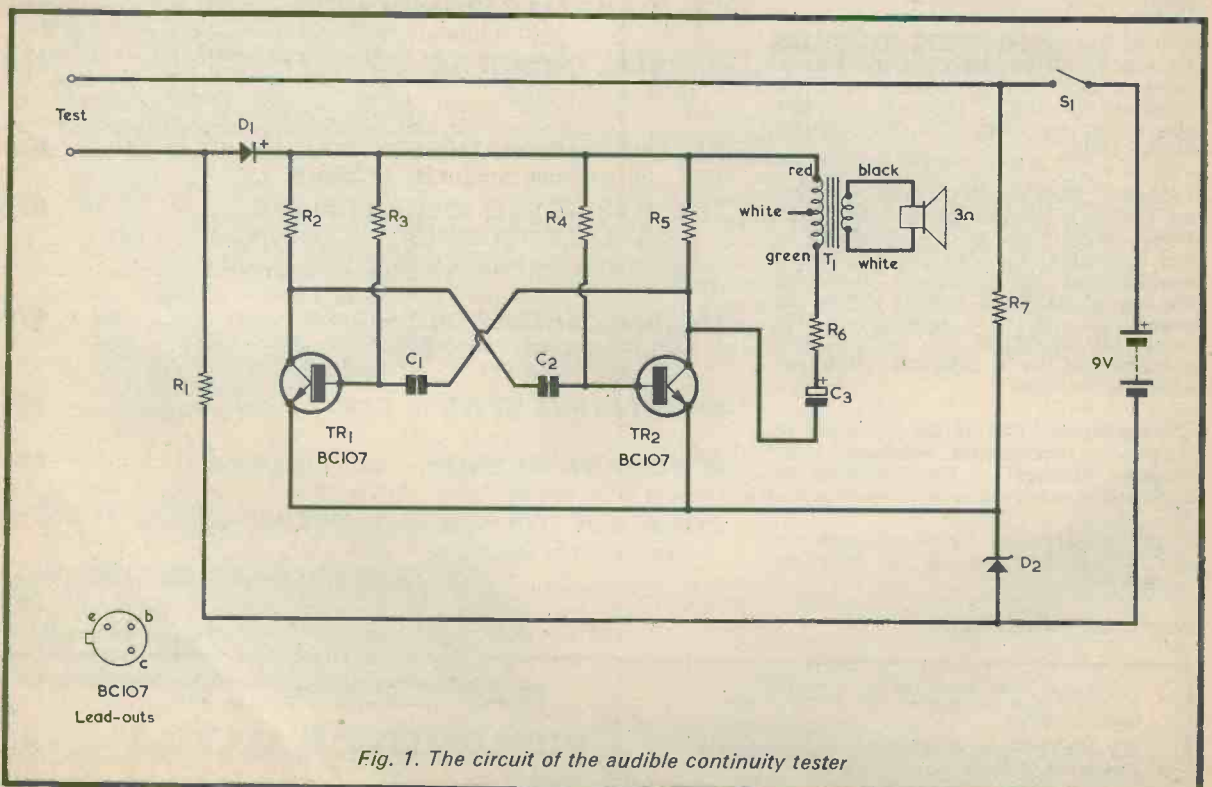 Test
D1
+
R1
R2
R3
R4
R5
red
white
green
T1
black
white
3Ω
R6
+
C3
C1
C2
TR1
BC107
TR2
BC107
S1
R7
+
9V
D2
e
b
c
BC107
Lead-outs
Fig. 1. The circuit of the audible continuity tester